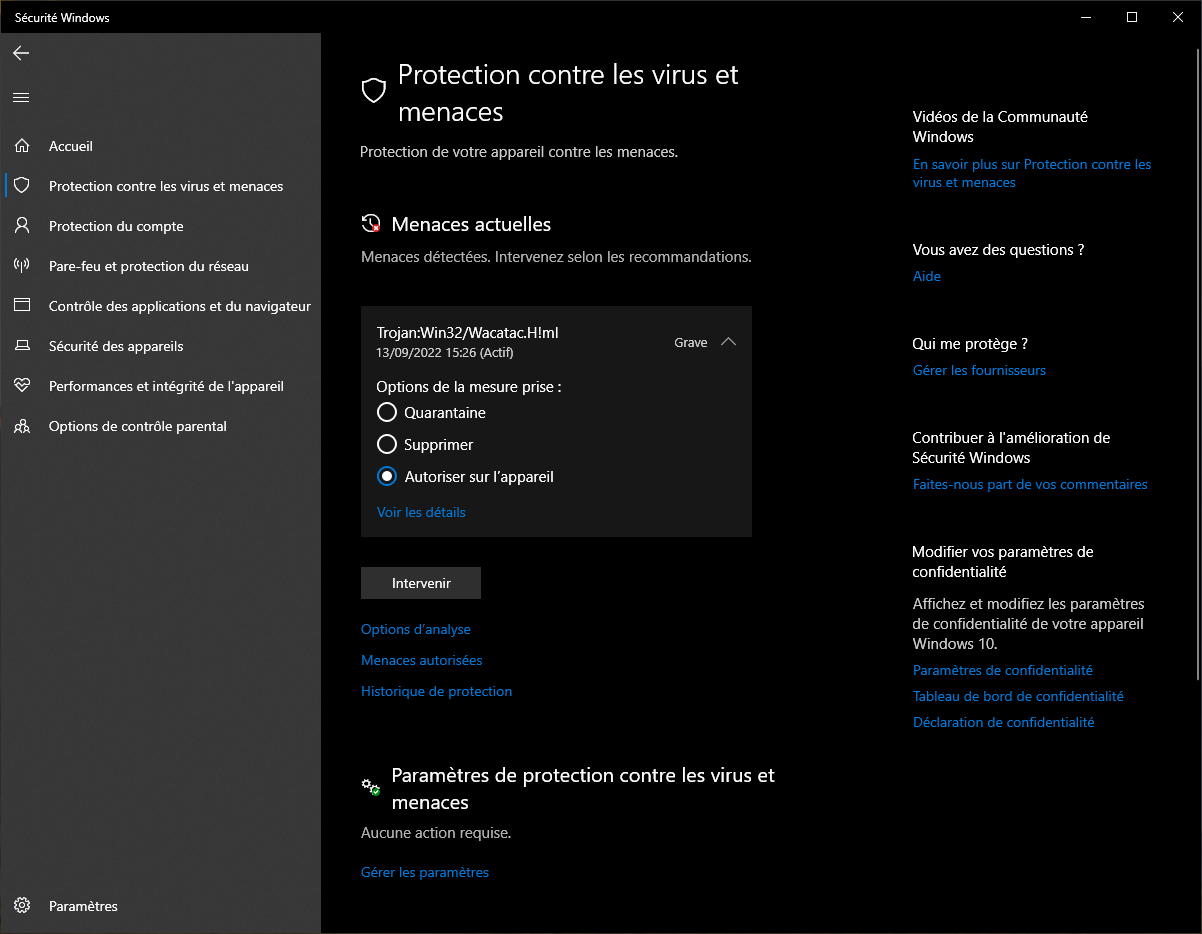 Sécurité Windows
Accueil
Protection contre les virus et menaces
Protection du compte
Pare-feu et protection du réseau
Contrôle des applications et du navigateur
Sécurité des appareils
Performances et intégrité de l'appareil
Options de contrôle parental
Paramètres
Protection contre les virus et
menaces
Protection de votre appareil contre les menaces.
Menaces actuelles
Menaces détectées. Intervenez selon les recommandations.
Trojan:Win32/Wacatac.H!ml
13/09/2022 15:26 (Actif)
Grave
Options de la mesure prise :
Quarantaine
Supprimer
Autoriser sur l’appareil
Voir les détails
Intervenir
Options d’analyse
Menaces autorisées
Historique de protection
Paramètres de protection contre les virus et
menaces
Aucune action requise.
Gérer les paramètres
Vidéos de la Communauté
Windows
En savoir plus sur Protection contre les
virus et menaces
Vous avez des questions ?
Aide
Qui me protège ?
Gérer les fournisseurs
Contribuer à l'amélioration de
Sécurité Windows
Faites-nous part de vos commentaires
Modifier vos paramètres de
confidentialité
Affichez et modifiez les paramètres
de confidentialité de votre appareil
Windows 10.
Paramètres de confidentialité
Tableau de bord de confidentialité
Déclaration de confidentialité